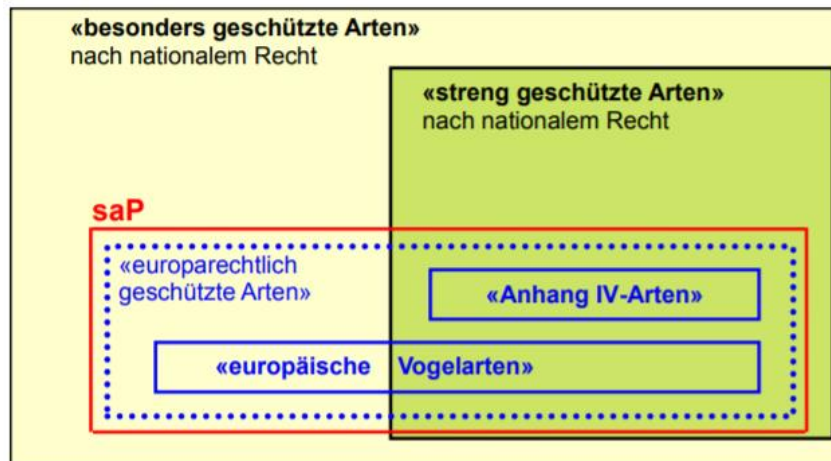 «besonders geschützte Arten»
nach nationalem Recht
«streng geschützte Arten»
nach nationalem Recht
saP
«europarechtlich
geschützte Arten»
«Anhang IV-Arten»
«europäische Vogelarten»